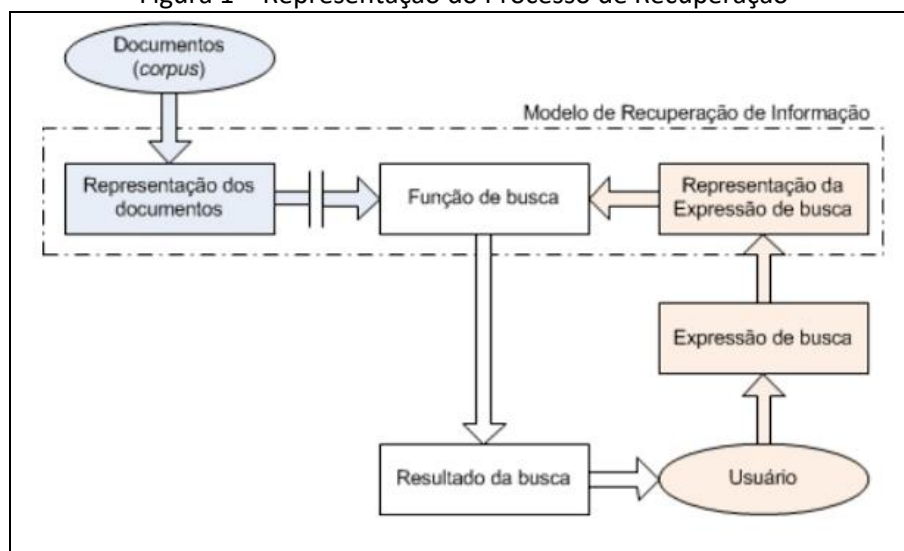 Figura 1 – Representação do Processo de Recuperação
Documentos
(corpus)
Modelo de Recuperação de Informação
Representação dos
documentos
Função de busca
Representação da
Expressão de busca
Expressão de busca
Resultado da busca
Usuário